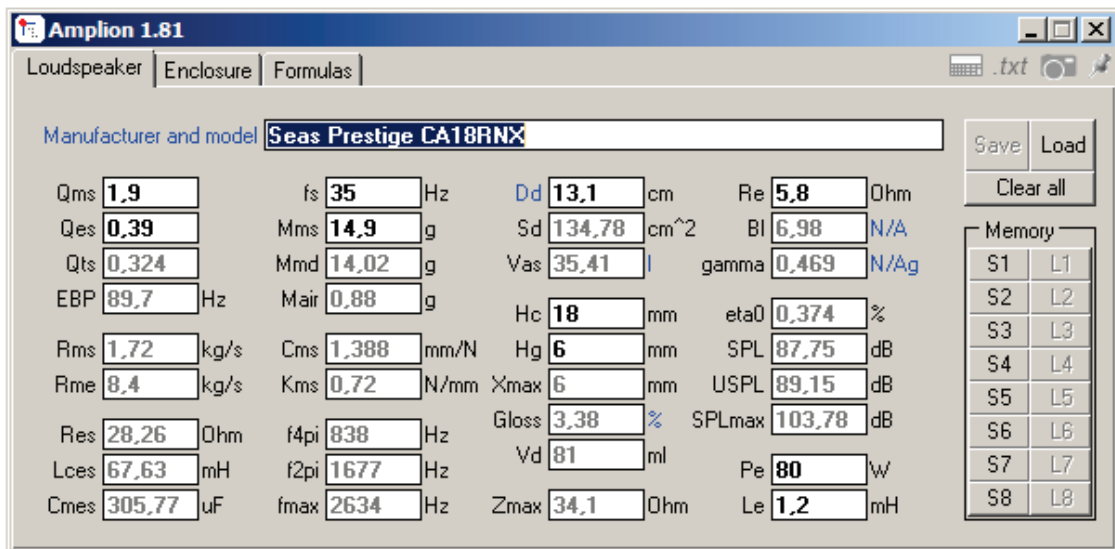 Amplion 1.81
Loudspeaker Enclosure Formulas .txt
Manufacturer and model Seas Prestige CA18RNX Save Load
Clear all
Qms 1,9 fs 35 Hz Dd 13,1 cm Re 5,8 Ohm
Qes 0,39 Mms 14,9 g Sd 134,78 cm^2 Bl 6,98 N/A Memory
Qts 0,324 Mmd 14,02 g Vas 35,41 l gamma 0,469 N/Ag S1 L1
EBP 89,7 Hz Mair 0,88 g S2 L2
Hc 18 mm eta0 0,374 %
Rms 1,72 kg/s Cms 1,388 mm/N Hg 6 mm SPL 87,75 dB S3 L3
Rme 8,4 kg/s Kms 0,72 N/mm Xmax 6 mm USPL 89,15 dB S4 L4
Gloss 3,38 % SPLmax 103,78 dB S5 L5
Res 28,26 Ohm f4pi 838 Hz S6 L6
Vd 81 ml
Lces 67,63 mH f2pi 1677 Hz Pe 80 W S7 L7
Cmes 305,77 uF fmax 2634 Hz Zmax 34,1 Ohm Le 1,2 mH S8 L8